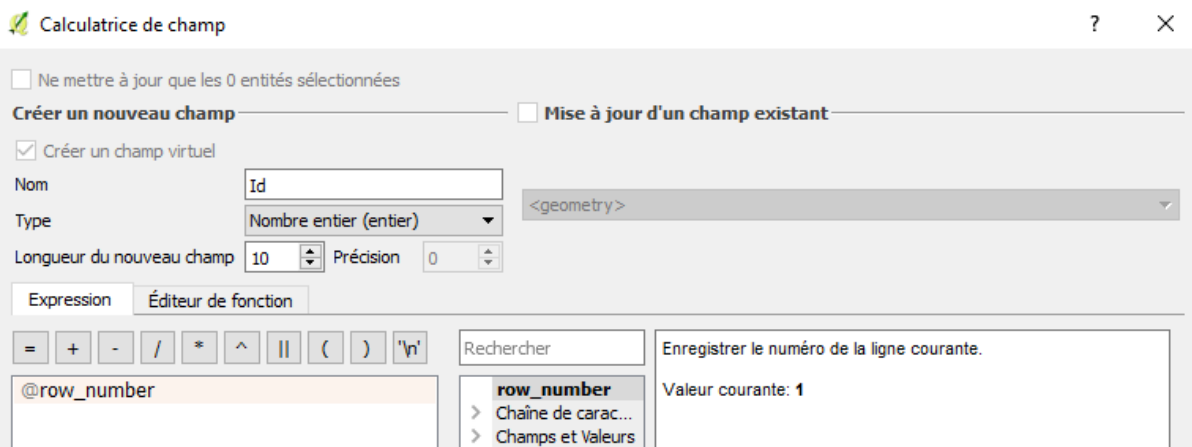 Calculatrice de champ
?
Ne mettre à jour que les 0 entités sélectionnées
Créer un nouveau champ
Mise à jour d'un champ existant
Créer un champ virtuel
Nom
Id
<geometry>
Type
Nombre entier (entier)
Longueur du nouveau champ 10 Précision 0
Expression Éditeur de fonction
= + - / * ^ || ( ) '\n'
@row_number
Rechercher
row_number
Chaîne de carac...
Champs et Valeurs
Enregistrer le numéro de la ligne courante.
Valeur courante: 1